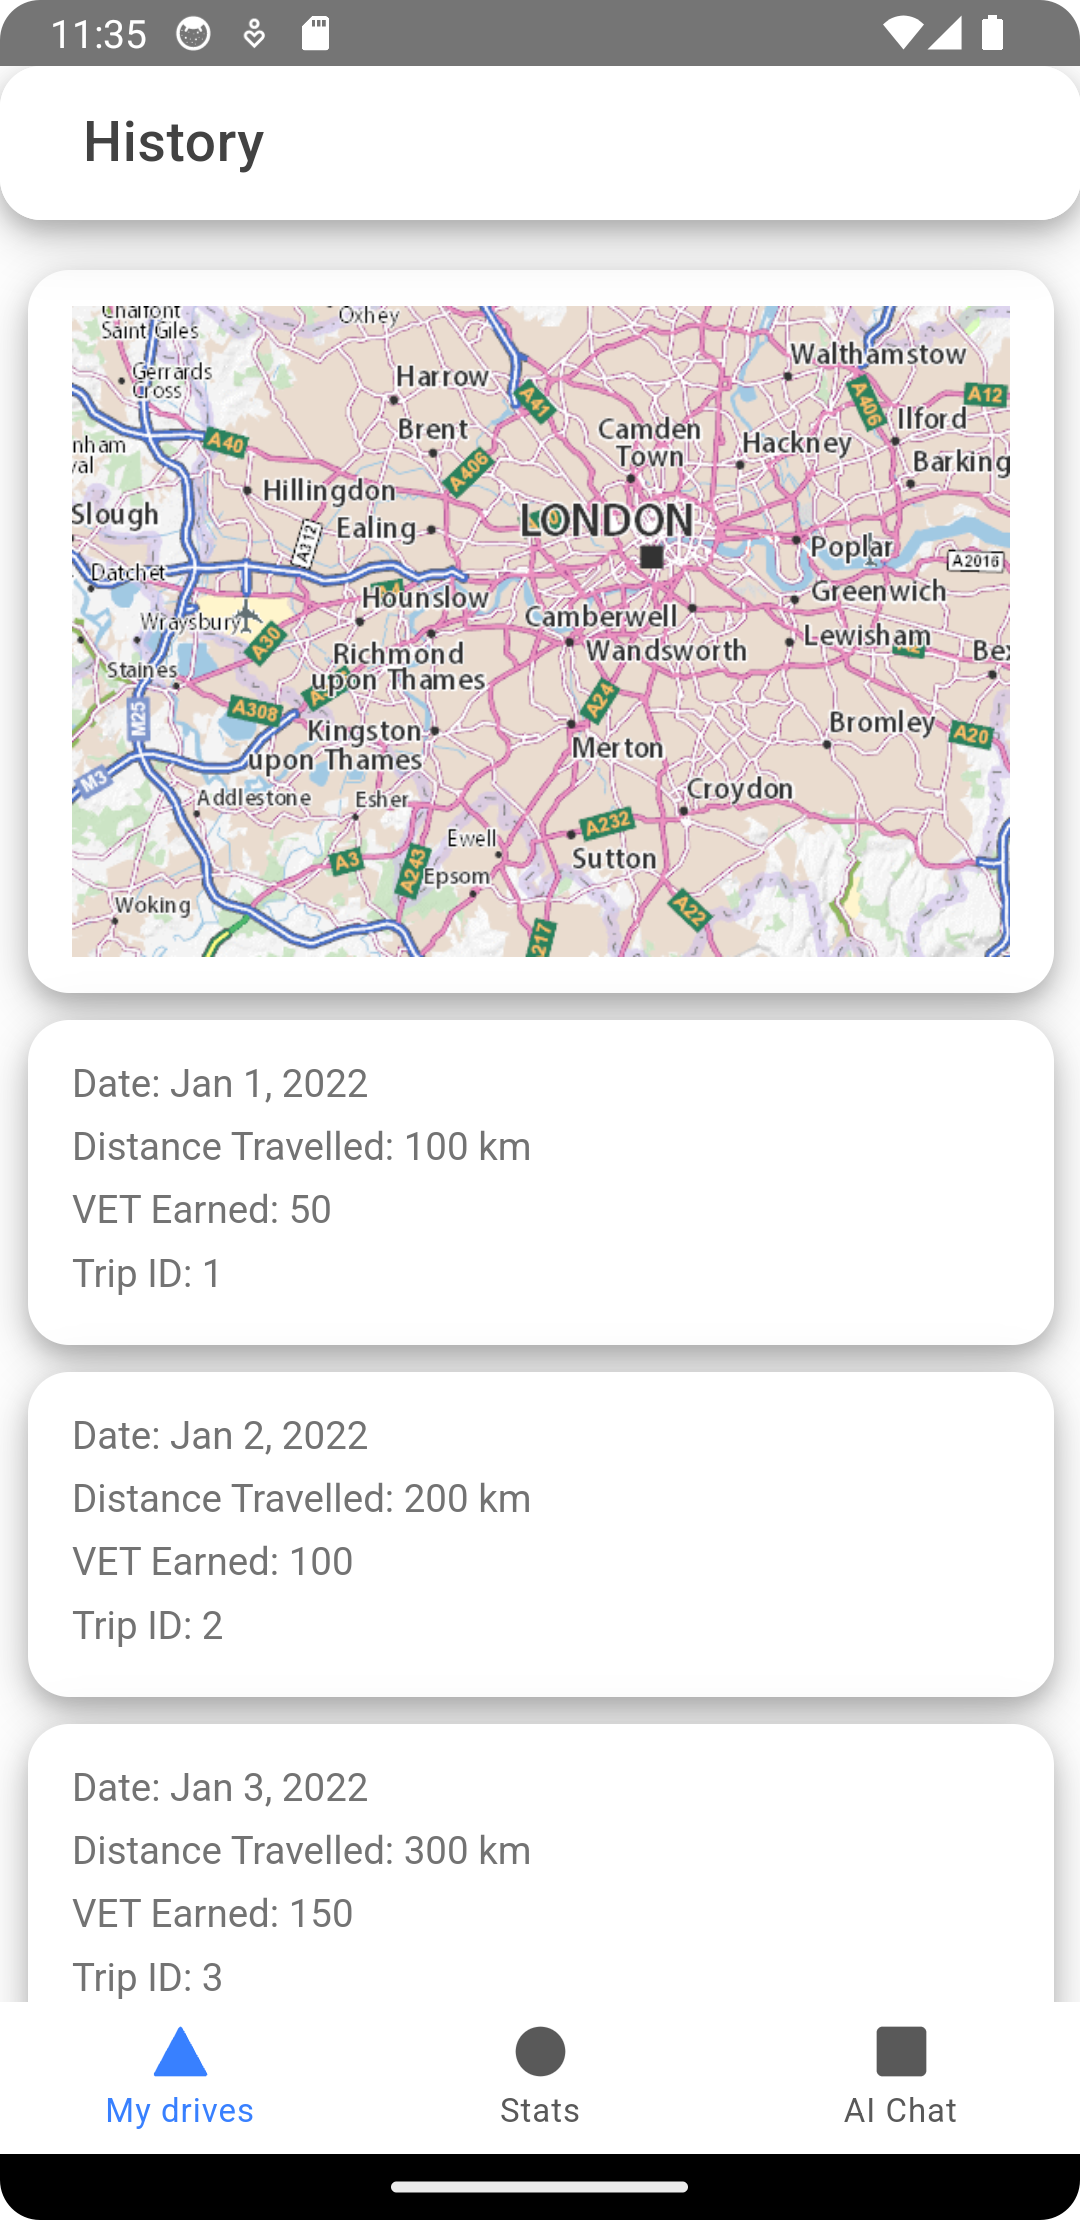 11:35
History
Chalfont
Saint Giles
Oxhey
Gerrards
Cross
Harrow
Walthamstow
A41
A406
A12
A40
Brent
Camden
Town
Hackney
Ilford
nham
val
A406
Barking
Hillingdon
Slough
Ealing
LONDON
A312
Poplar
A2016
Datchet
Hounslow
Greenwich
Wraysbury
Camberwell
A30
Lewisham
Staines
Richmond
upon Thames
Wandsworth
Bex
A308
A24
M25
Kingston
upon Thames
Bromley
A20
Merton
M3
Addlestone
Esher
Croydon
Ewell
A232
A3
A243
Sutton
Epsom
Woking
A22
217
Date: Jan 1, 2022
Distance Travelled: 100 km
VET Earned: 50
Trip ID: 1
Date: Jan 2, 2022
Distance Travelled: 200 km
VET Earned: 100
Trip ID: 2
Date: Jan 3, 2022
Distance Travelled: 300 km
VET Earned: 150
Trip ID: 3
My drives
Stats
AI Chat